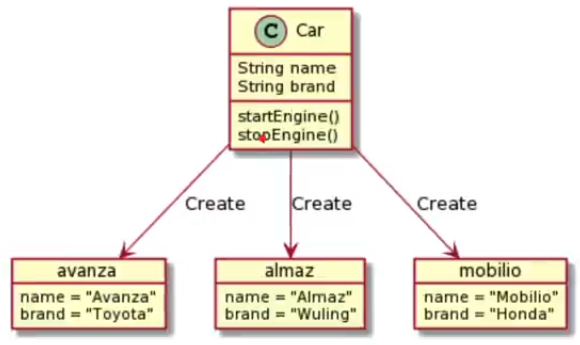 C Car
String name
String brand
startEngine()
stopEngine()
Create Create Create
avanza
name = "Avanza"
brand = "Toyota"
almaz
name = "Almaz"
brand = "Wuling"
mobilio
name = "Mobilio"
brand = "Honda"